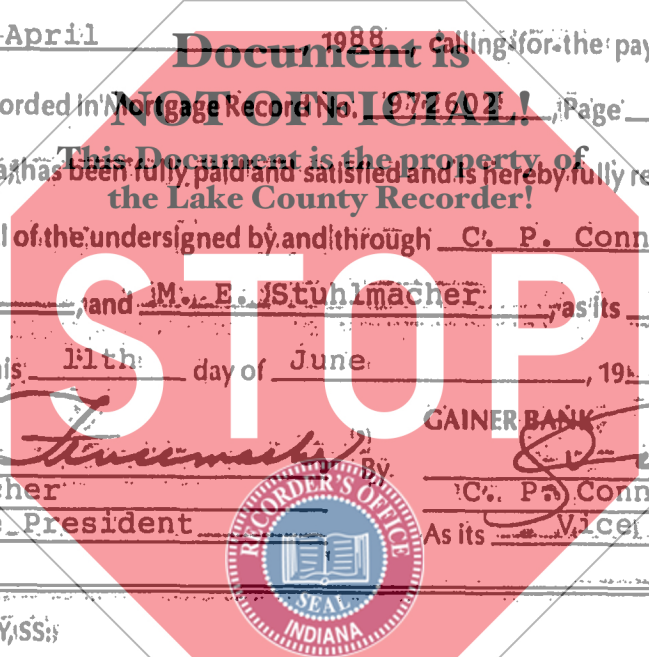 April , 1988, calling for the pay
Document is
orded in Mortgage Record No. 972602, Page
NOT OFFICIAL!
This Document is the property of
has been fully paid and satisfied and is hereby fully re
the Lake County Recorder!
l of the undersigned by and through C. P. Conn
STOP
, and M. E. Stuhlmacher, as its
is 11th day of June, 19
GAINER BANK
By
cher C. P. Conn
e President As its Vice
RECORDER'S OFFICE
SEAL
INDIANA
Y, SS: